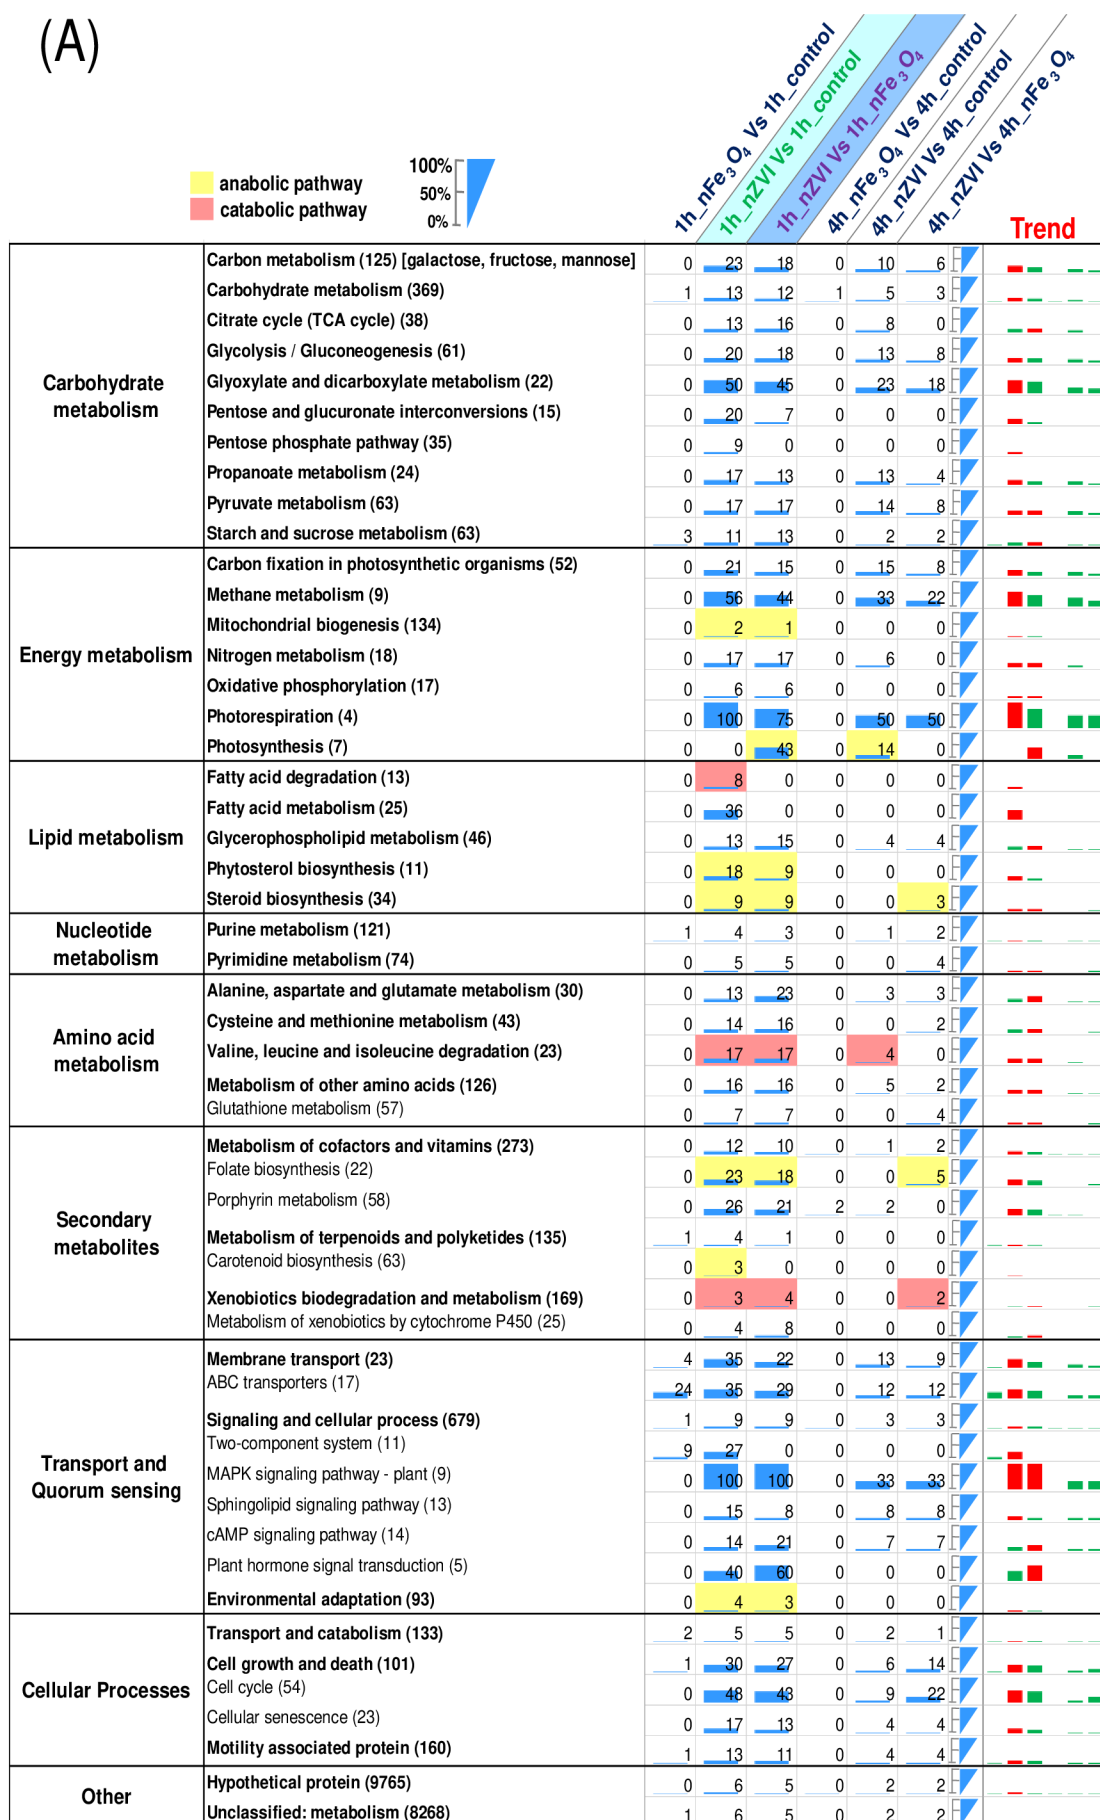 (A)
1h_nFe3O4 Vs 1h_control
1h_nZVI Vs 1h_control
1h_nZVI Vs 1h_nFe3O4
4h_nFe3O4 Vs 4h_control
4h_nZVI Vs 4h_control
4h_nZVI Vs 4h_nFe3O4
100%
50%
0%
anabolic pathway
catabolic pathway
Trend
Carbohydrate metabolism
Carbon metabolism (125) [galactose, fructose, mannose] 0 23 18 0 10 6
Carbohydrate metabolism (369) 1 13 12 1 5 3
Citrate cycle (TCA cycle) (38) 0 13 16 0 8 0
Glycolysis / Gluconeogenesis (61) 0 20 18 0 13 8
Glyoxylate and dicarboxylate metabolism (22) 0 50 45 0 23 18
Pentose and glucuronate interconversions (15) 0 20 7 0 0 0
Pentose phosphate pathway (35) 0 9 0 0 0 0
Propanoate metabolism (24) 0 17 13 0 13 4
Pyruvate metabolism (63) 0 17 17 0 14 8
Starch and sucrose metabolism (63) 3 11 13 0 2 2
Energy metabolism
Carbon fixation in photosynthetic organisms (52) 0 21 15 0 15 8
Methane metabolism (9) 0 56 44 0 33 22
Mitochondrial biogenesis (134) 0 2 1 0 0 0
Nitrogen metabolism (18) 0 17 17 0 6 0
Oxidative phosphorylation (17) 0 6 6 0 0 0
Photorespiration (4) 0 100 75 0 50 50
Photosynthesis (7) 0 0 43 0 14 0
Lipid metabolism
Fatty acid degradation (13) 0 8 0 0 0 0
Fatty acid metabolism (25) 0 36 0 0 0 0
Glycerophospholipid metabolism (46) 0 13 15 0 4 4
Phytosterol biosynthesis (11) 0 18 9 0 0 0
Steroid biosynthesis (34) 0 9 9 0 0 3
Nucleotide metabolism
Purine metabolism (121) 1 4 3 0 1 2
Pyrimidine metabolism (74) 0 5 5 0 0 4
Amino acid metabolism
Alanine, aspartate and glutamate metabolism (30) 0 13 23 0 3 3
Cysteine and methionine metabolism (43) 0 14 16 0 0 2
Valine, leucine and isoleucine degradation (23) 0 17 17 0 4 0
Metabolism of other amino acids (126) 0 16 16 0 5 2
Glutathione metabolism (57) 0 7 7 0 0 4
Secondary metabolites
Metabolism of cofactors and vitamins (273) 0 12 10 0 1 2
Folate biosynthesis (22) 0 23 18 0 0 5
Porphyrin metabolism (58) 0 26 21 2 2 0
Metabolism of terpenoids and polyketides (135) 1 4 1 0 0 0
Carotenoid biosynthesis (63) 0 3 0 0 0 0
Xenobiotics biodegradation and metabolism (169) 0 3 4 0 0 2
Metabolism of xenobiotics by cytochrome P450 (25) 0 4 8 0 0 0
Transport and Quorum sensing
Membrane transport (23) 4 35 22 0 13 9
ABC transporters (17) 24 35 29 0 12 12
Signaling and cellular process (679) 1 9 9 0 3 3
Two-component system (11) 9 27 0 0 0 0
MAPK signaling pathway - plant (9) 0 100 100 0 33 33
Sphingolipid signaling pathway (13) 0 15 8 0 8 8
cAMP signaling pathway (14) 0 14 21 0 7 7
Plant hormone signal transduction (5) 0 40 60 0 0 0
Environmental adaptation (93) 0 4 3 0 0 0
Cellular Processes
Transport and catabolism (133) 2 5 5 0 2 1
Cell growth and death (101) 1 30 27 0 6 14
Cell cycle (54) 0 48 43 0 9 22
Cellular senescence (23) 0 17 13 0 4 4
Motility associated protein (160) 1 13 11 0 4 4
Other
Hypothetical protein (9765) 0 6 5 0 2 2
Unclassified: metabolism (8268) 1 6 5 0 2 2